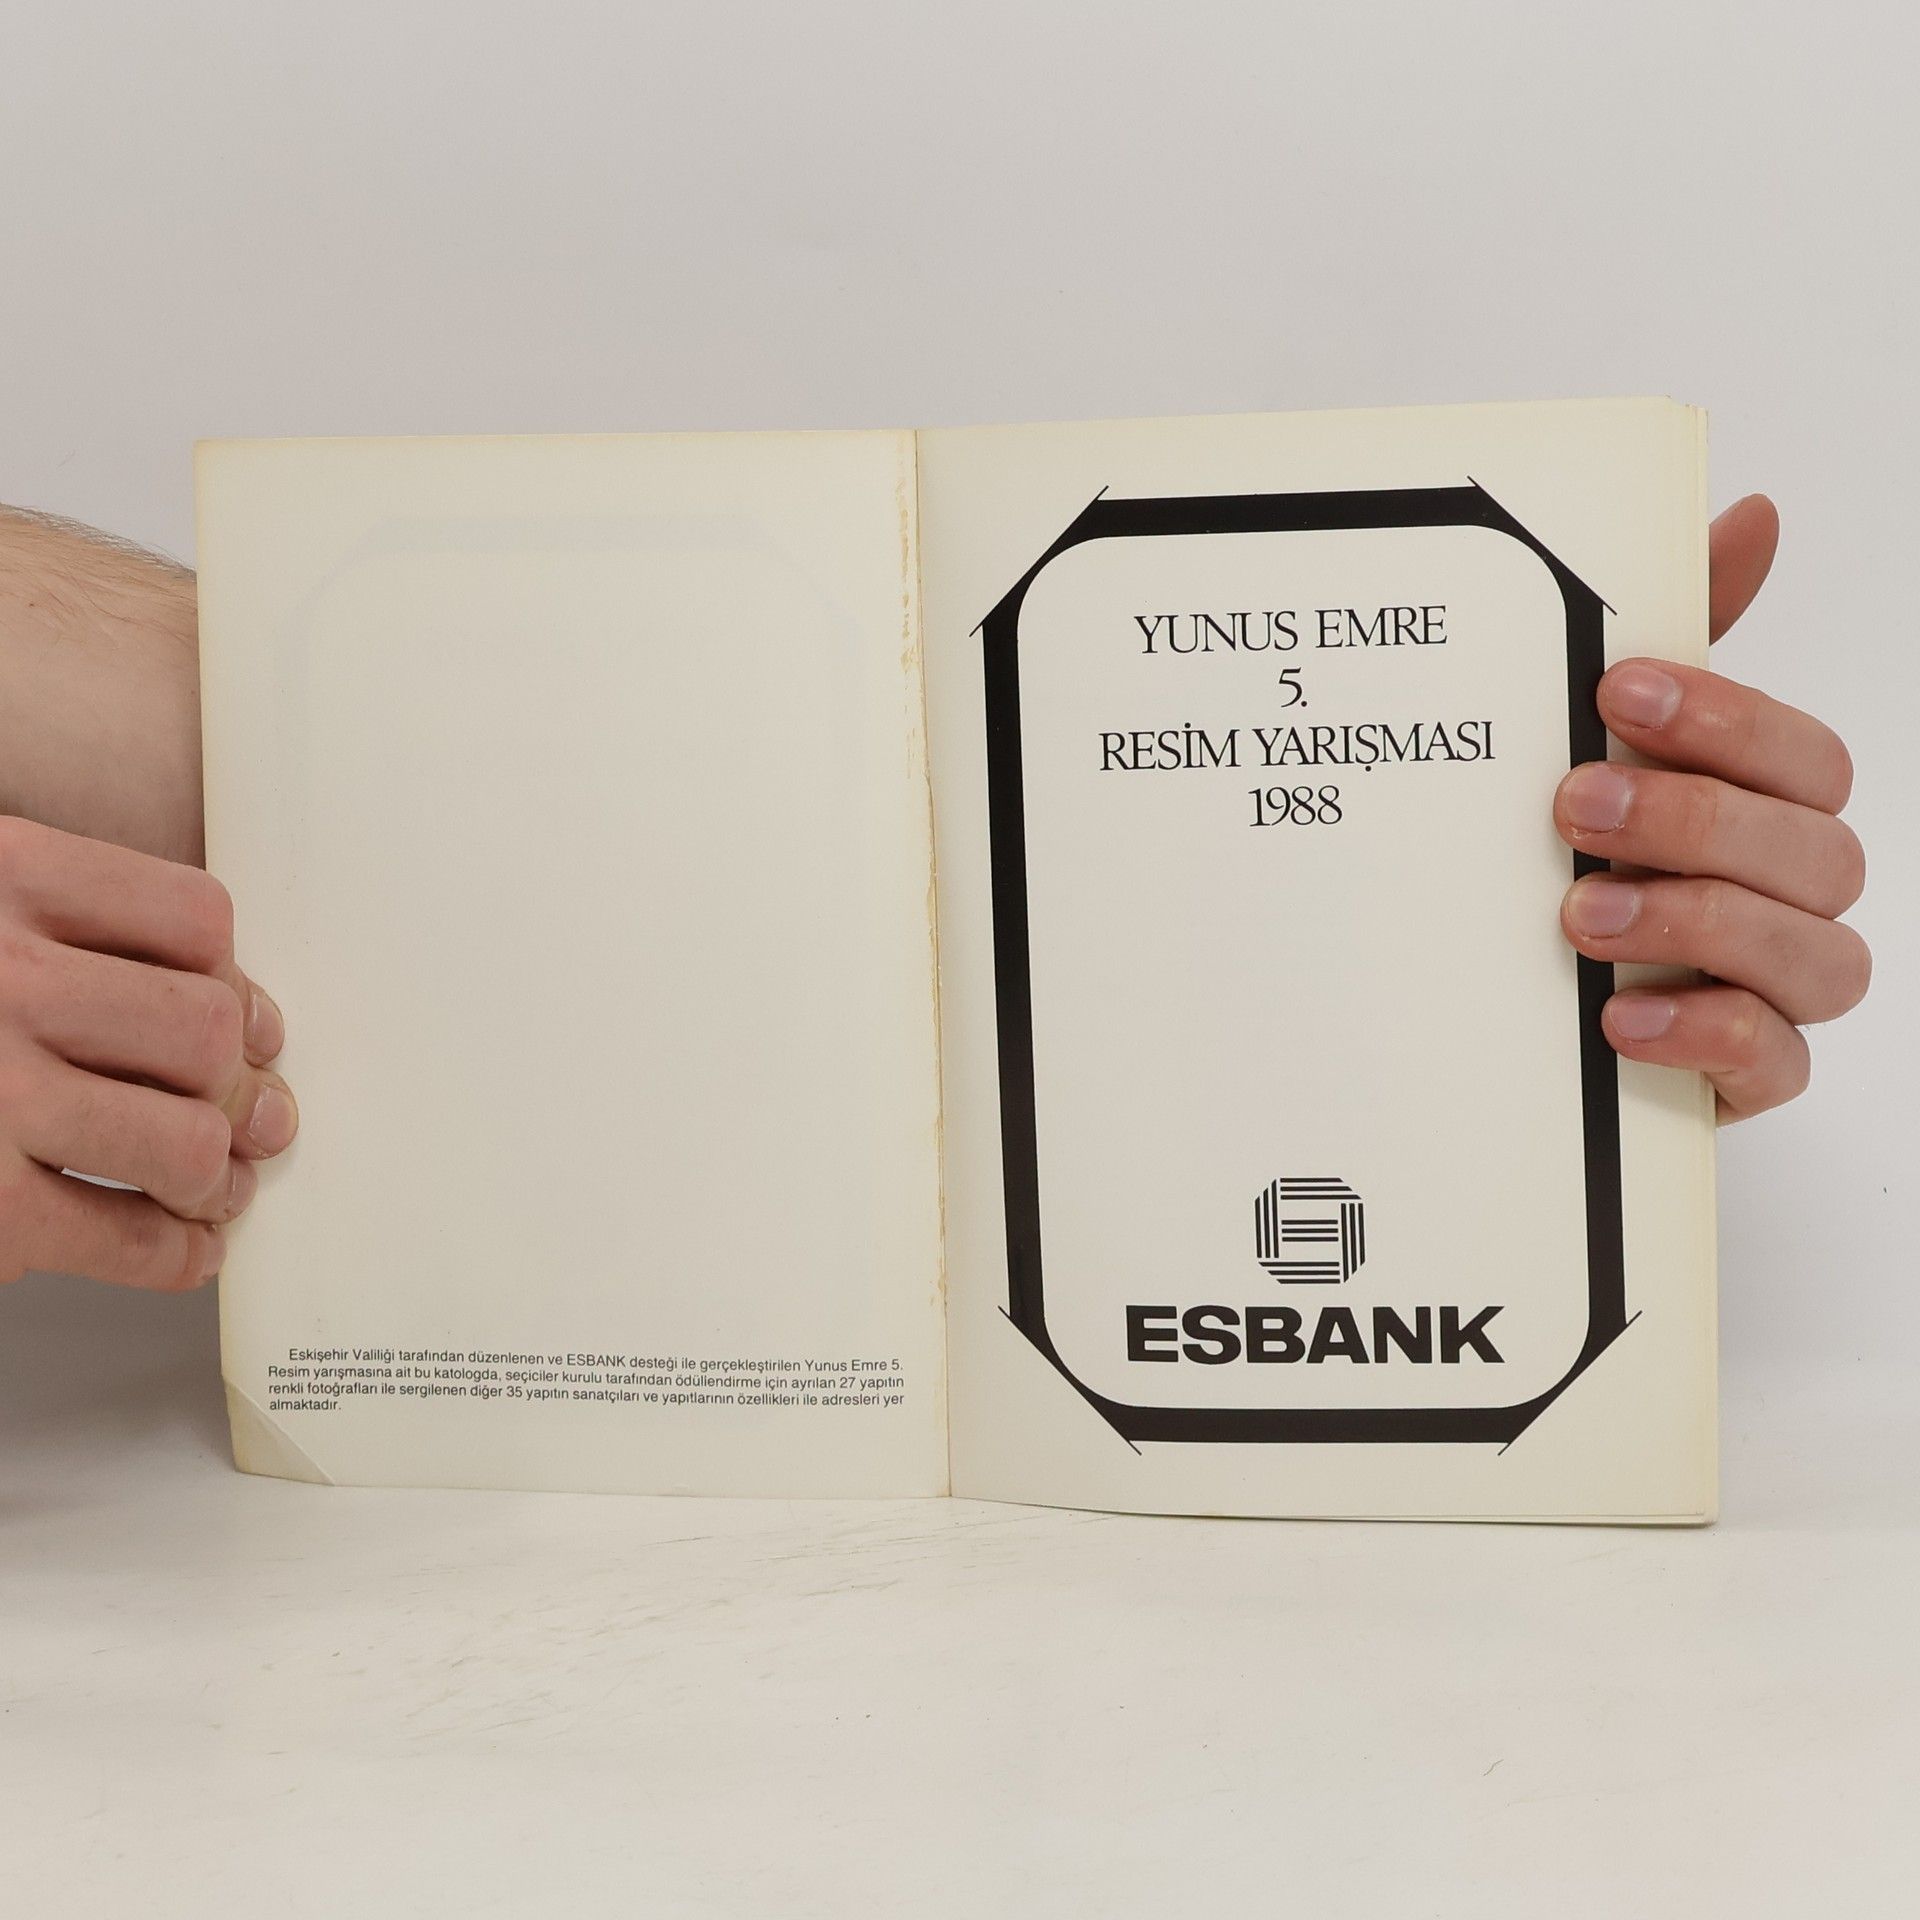 Eskişehir Valiliği tarafından düzenlenen ve ESBANK desteği ile gerçekleştirilen Yunus Emre 5.
Resim yarışmasına ait bu katologda, seçiciler kurulu tarafından ödüllendirme için ayrılan 27 yapıtın
renkli fotoğrafları ile sergilenen diğer 35 yapıtın sanatçıları ve yapıtlarının özellikleri ile adresleri yer
almaktadır.
YUNUS EMRE
5.
RESİM YARIŞMASI
1988
ESBANK